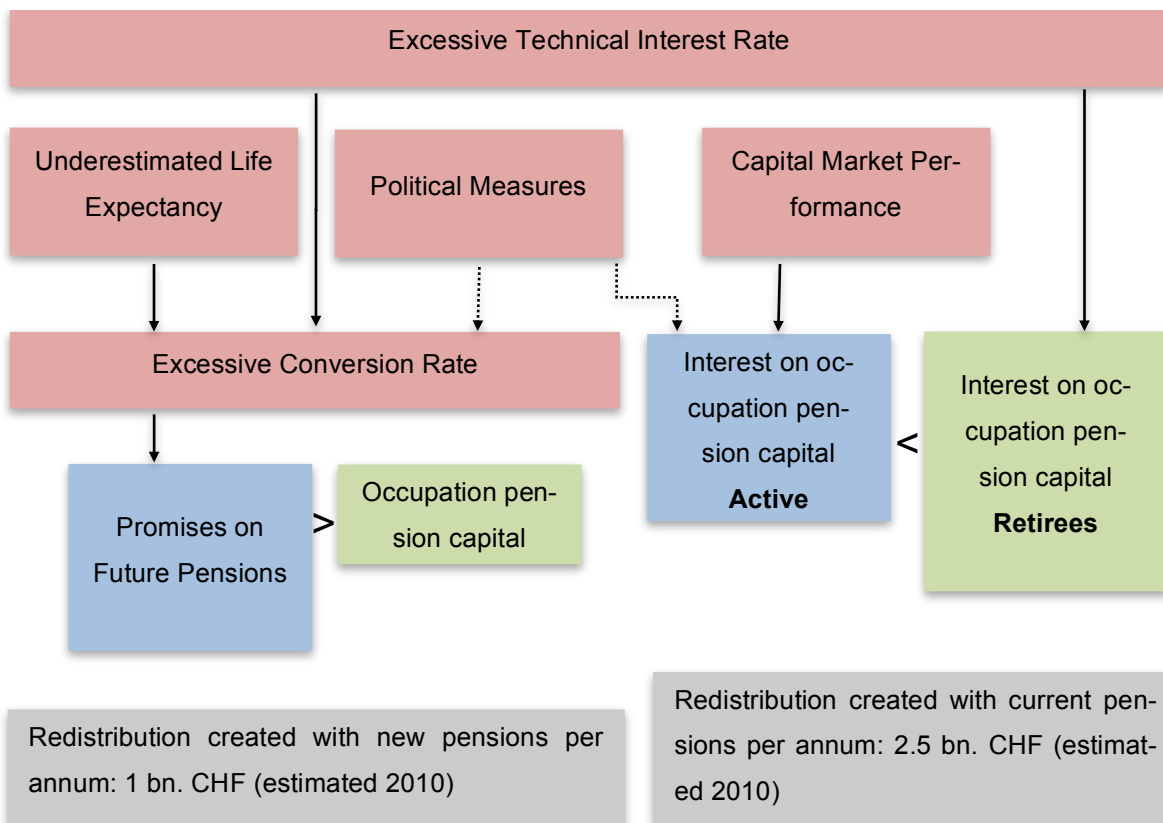 Excessive Technical Interest Rate
Underestimated Life
Expectancy
Political Measures
Capital Market Per-
formance
Excessive Conversion Rate
Interest on oc-
cupation pen-
sion capital
Active
<
Interest on oc-
cupation pen-
sion capital
Retirees
Promises on
Future Pensions
>
Occupation pen-
sion capital
Redistribution created with new pensions per
annum: 1 bn. CHF (estimated 2010)
Redistribution created with current pen-
sions per annum: 2.5 bn. CHF (estimat-
ed 2010)